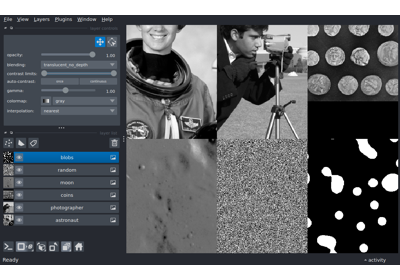 File View Layers Plugins Window Help
opacity: 1.00
blending: translucent_no_depth
contrast limits:
auto-contrast: once continuous
gamma: 1.00
colormap: gray
interpolation: nearest
blobs
random
moon
coins
photographer
astronaut
Ready
activity